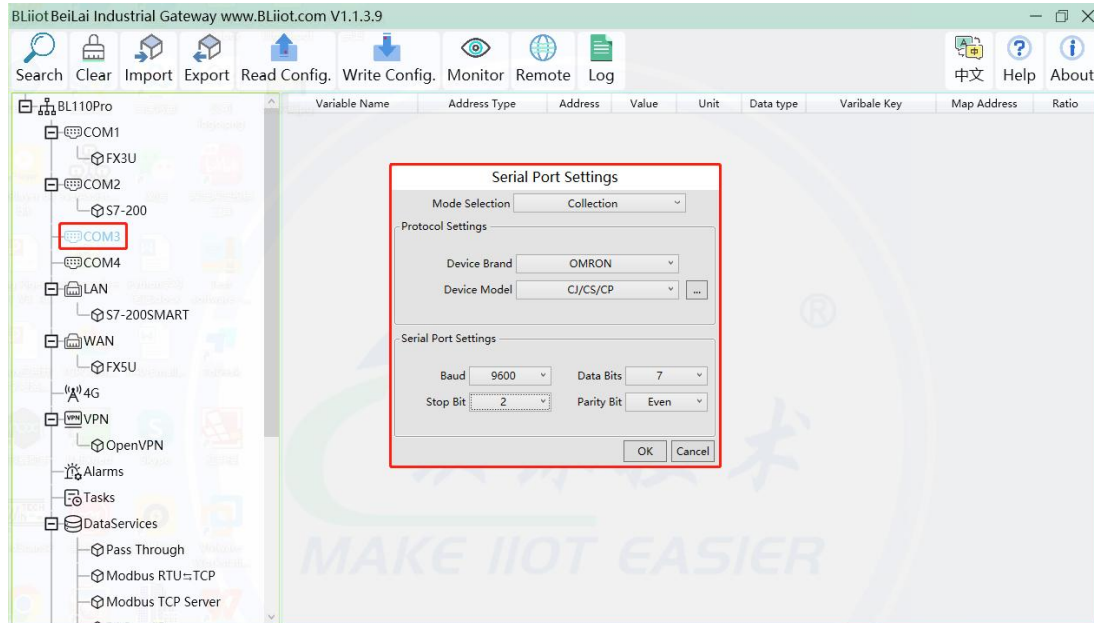 BLiiot BeiLai Industrial Gateway www.BLiiot.com V1.1.3.9
Search Clear Import Export Read Config. Write Config. Monitor Remote Log 中文 Help About
BL110Pro
COM1
FX3U
COM2
S7-200
COM3
COM4
LAN
S7-200SMART
WAN
FX5U
4G
VPN VPN
OpenVPN
Alarms
Tasks
DataServices
Pass Through
Modbus RTU⇆TCP
Modbus TCP Server
Variable Name Address Type Address Value Unit Data type Varibale Key Map Address Ratio
Serial Port Settings
Mode Selection Collection
Protocol Settings
Device Brand OMRON
Device Model CJ/CS/CP ...
Serial Port Settings
Baud 9600 Data Bits 7
Stop Bit 2 Parity Bit Even
OK Cancel
®
MAKE IIOT EASIER